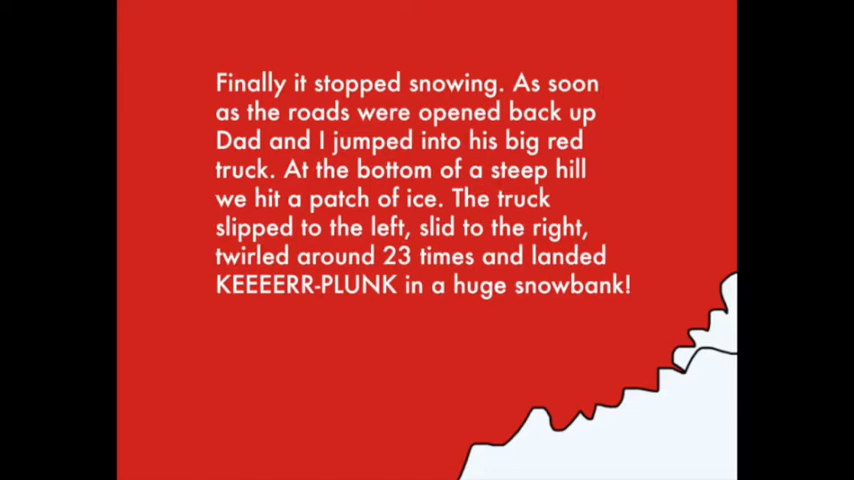 Finally it stopped snowing. As soon
as the roads were opened back up
Dad and I jumped into his big red
truck. At the bottom of a steep hill
we hit a patch of ice. The truck
slipped to the left, slid to the right,
twirled around 23 times and landed
KEEEERR-PLUNK in a huge snowbank!